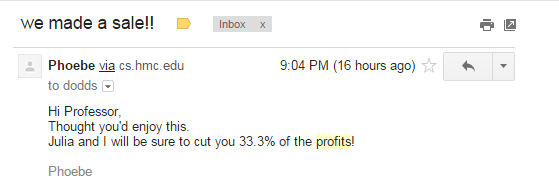 we made a sale!!
Inbox x
Phoebe via cs.hmc.edu 9:04 PM (16 hours ago)
to dodds
Hi Professor,
Thought you'd enjoy this.
Julia and I will be sure to cut you 33.3% of the profits!
Phoebe